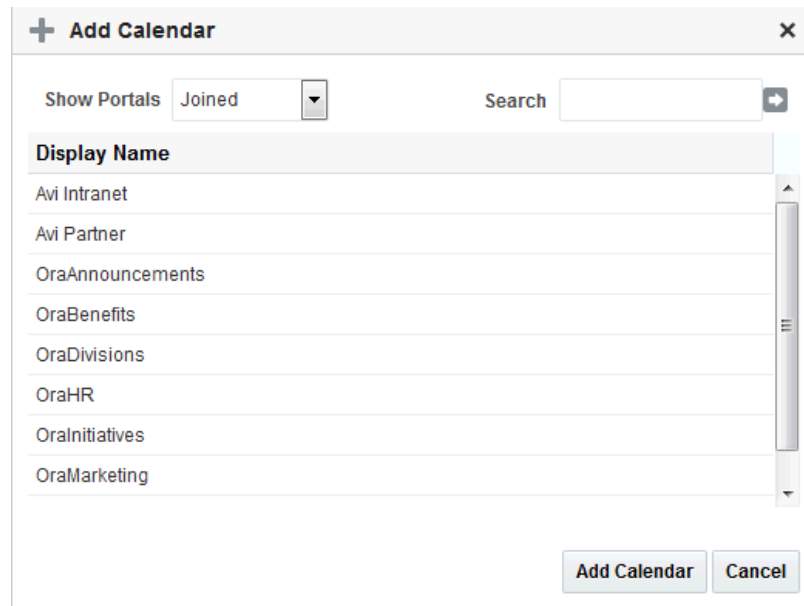 Add Calendar
Show Portals Joined Search
Display Name
Avi Intranet
Avi Partner
OraAnnouncements
OraBenefits
OraDivisions
OraHR
OraInitiatives
OraMarketing
Add Calendar Cancel